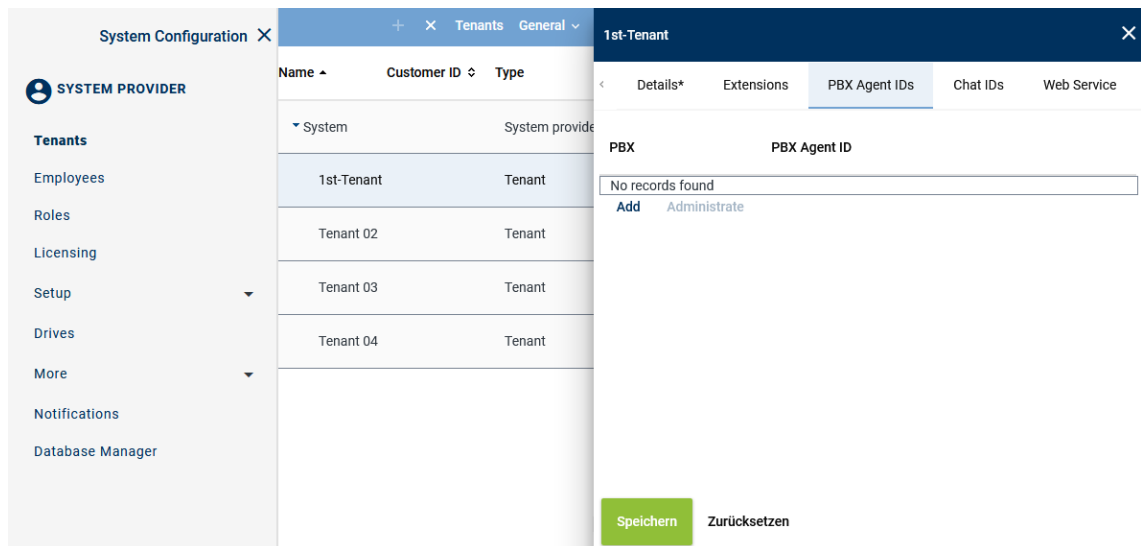 System Configuration
SYSTEM PROVIDER
Tenants
Employees
Roles
Licensing
Setup
Drives
More
Notifications
Database Manager
Tenants General
Name Customer ID Type
System System provide
1st-Tenant Tenant
Tenant 02 Tenant
Tenant 03 Tenant
Tenant 04 Tenant
1st-Tenant
Details* Extensions PBX Agent IDs Chat IDs Web Service
PBX PBX Agent ID
No records found
Add Administrate
Speichern Zurücksetzen